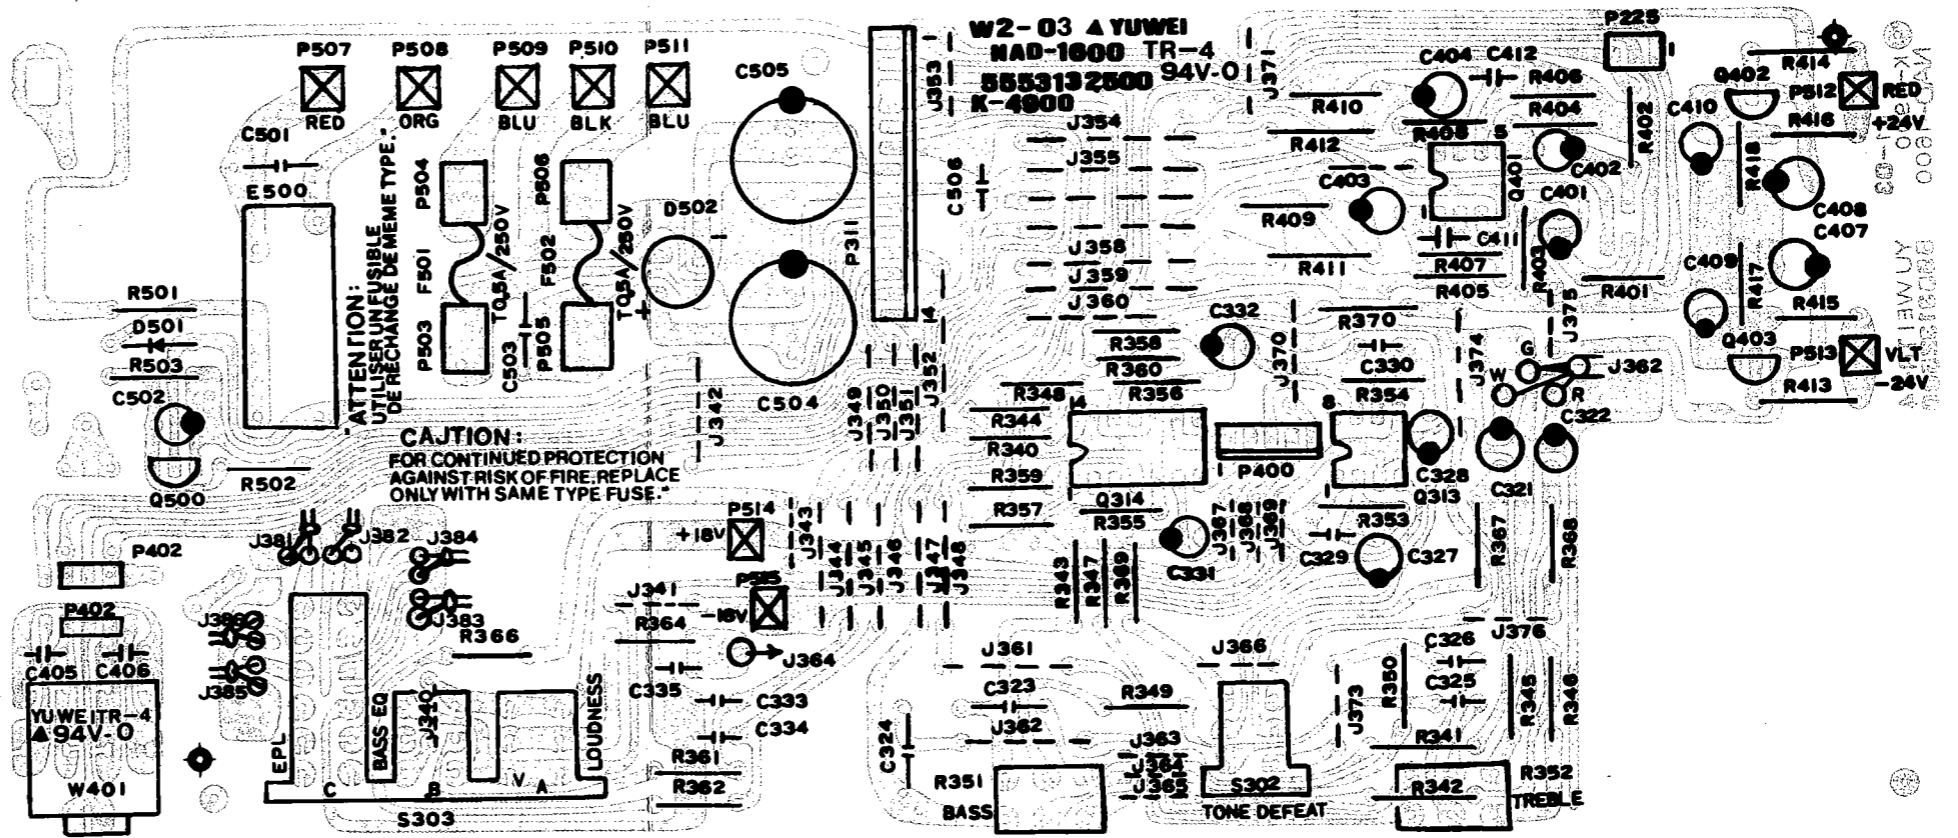 W2-03 ▲ YUWEI
NAD-1600 TR-4
5553132500 94V-0
K-4900
P507
P508
P509
P510
P511
RED
ORG
BLU
BLK
BLU
C505
C501
E500
P504
P506
D502
F501
T0,5A/250V
F502
T0,5A/250V
P503
C503
P505
+
-
C504
P311
14
"ATTENTION:
UTILISER UN FUSIBLE
DE RECHANGE DE MEME TYPE."
CAUTION:
FOR CONTINUED PROTECTION
AGAINST RISK OF FIRE, REPLACE
ONLY WITH SAME TYPE FUSE."
R501
D501
R503
C502
Q500
R502
J353
J371
J354
J355
C506
J358
J359
J360
R410
R412
C403
R409
R411
C404
C412
R406
R404
R408
5
Q401
1
C402
C401
C411
R407
R405
R403
R402
R401
P225
1
R414
Q402
P512
RED
+24V
C410
R416
R418
C408
C407
C409
R417
R415
Q403
P513
VLT
-24V
R413
J375
J362
G
W
R
C322
C321
J374
C332
J370
R370
C330
R354
R358
R360
R356
R348
R344
R340
R359
R357
14
Q314
R355
1
P400
8
1
C328
Q313
R353
J342
J349
J350
J351
J352
P402
P402
J381
J382
J384
J383
J386
J385
C405
C406
YUWEI TR-4
▲94V-0
W401
EPL
BASS EQ
J340
LOUDNESS
C
B
V
A
S303
R366
J341
R364
C335
C333
C334
R361
R362
P514
+18V
P515
-18V
J364
J343
J344
J345
J346
J347
J348
R343
R347
R369
C331
J367
J368
J369
C329
C327
R367
R368
J361
C323
J362
C324
R351
BASS
R349
J363
J364
J365
J366
S302
TONE DEFEAT
J373
R350
C326
C325
J376
R345
R346
R341
R342
R352
TREBLE